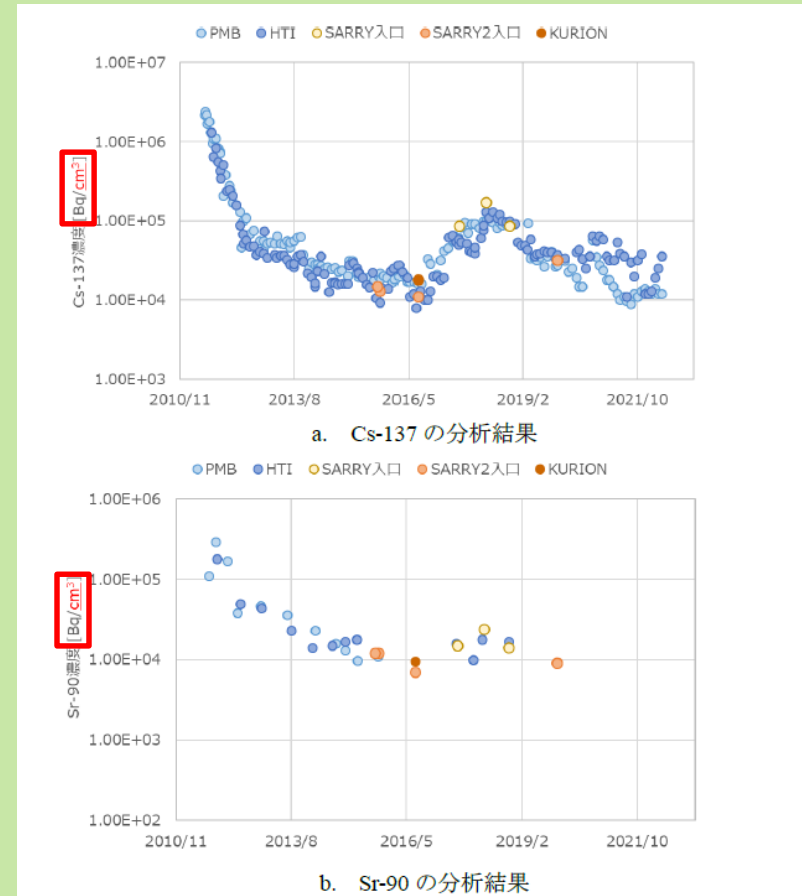 PMB HTI SARRY入口 SARRY2入口 KURION
1.00E+07
1.00E+06
1.00E+05
1.00E+04
1.00E+03
Cs-137濃度 [Bq/cm³]
2010/11 2013/8 2016/5 2019/2 2021/10
a. Cs-137 の分析結果
PMB HTI SARRY入口 SARRY2入口 KURION
1.00E+06
1.00E+05
1.00E+04
1.00E+03
1.00E+02
Sr-90濃度 [Bq/cm³]
2010/11 2013/8 2016/5 2019/2 2021/10
b. Sr-90 の分析結果